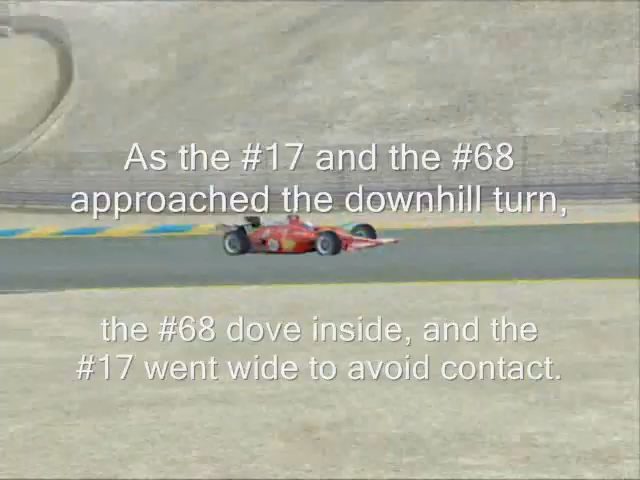 As the #17 and the #68
approached the downhill turn,
the #68 dove inside, and the
#17 went wide to avoid contact.